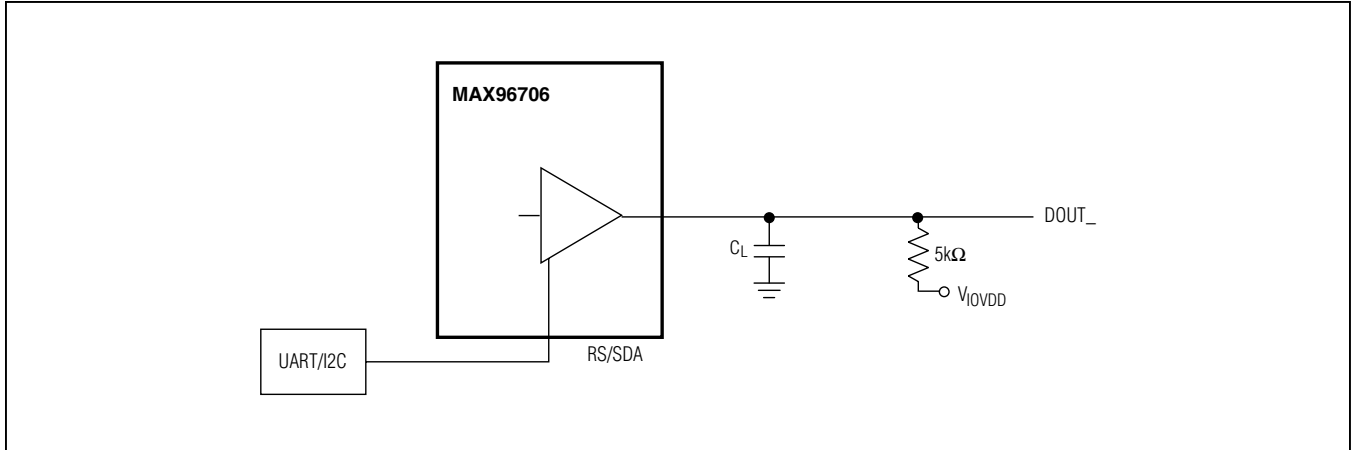 MAX96706
DOUT_
CL
5kΩ
VIOVDD
RS/SDA
UART/I2C